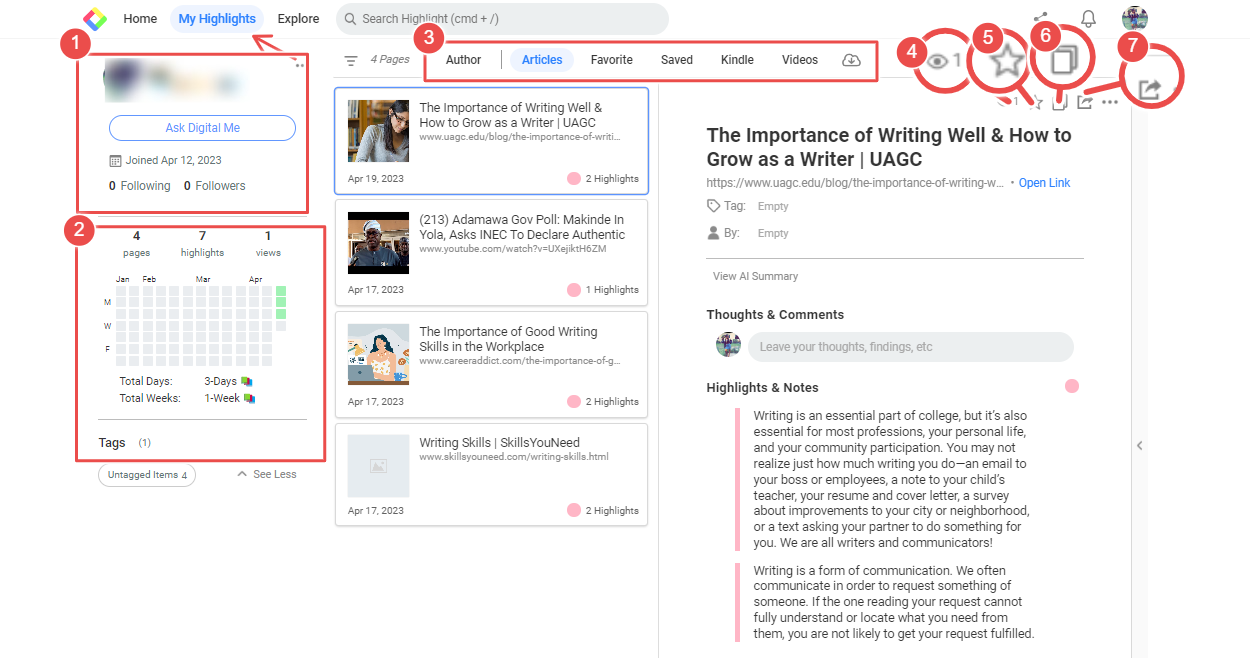 Home
My Highlights
Explore
Search Highlight (cmd + /)
1
2
3
4
5
6
7
1
Ask Digital Me
Joined Apr 12, 2023
0 Following 0 Followers
4 7 1
pages highlights views
Jan Feb Mar Apr
M
W
F
Total Days: 3-Days
Total Weeks: 1-Week
Tags (1)
Untagged Items 4
See Less
4 Pages
Author
Articles
Favorite
Saved
Kindle
Videos
The Importance of Writing Well &
How to Grow as a Writer | UAGC
www.uagc.edu/blog/the-importance-of-writi...
Apr 19, 2023
2 Highlights
(213) Adamawa Gov Poll: Makinde In
Yola, Asks INEC To Declare Authentic
www.youtube.com/watch?v=UXejiktH6ZM
Apr 17, 2023
1 Highlights
The Importance of Good Writing
Skills in the Workplace
www.careeraddict.com/the-importance-of-g...
Apr 17, 2023
2 Highlights
Writing Skills | SkillsYouNeed
www.skillsyouneed.com/writing-skills.html
Apr 17, 2023
2 Highlights
1
The Importance of Writing Well & How to
Grow as a Writer | UAGC
https://www.uagc.edu/blog/the-importance-of-writing-w... • Open Link
Tag: Empty
By: Empty
View AI Summary
Thoughts & Comments
Leave your thoughts, findings, etc
Highlights & Notes
Writing is an essential part of college, but it's also
essential for most professions, your personal life,
and your community participation. You may not
realize just how much writing you do—an email to
your boss or employees, a note to your child's
teacher, your resume and cover letter, a survey
about improvements to your city or neighborhood,
or a text asking your partner to do something for
you. We are all writers and communicators!
Writing is a form of communication. We often
communicate in order to request something of
someone. If the one reading your request cannot
fully understand or locate what you need from
them, you are not likely to get your request fulfilled.